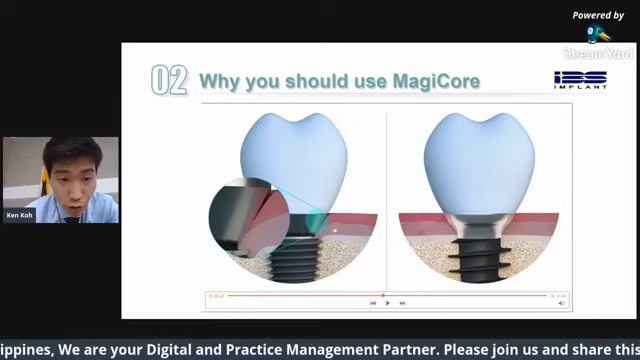 Powered by
StreamYard
02 Why you should use MagiCore
IBS
IMPLANT
Ken Koh
ippines, We are your Digital and Practice Management Partner. Please join us and share this